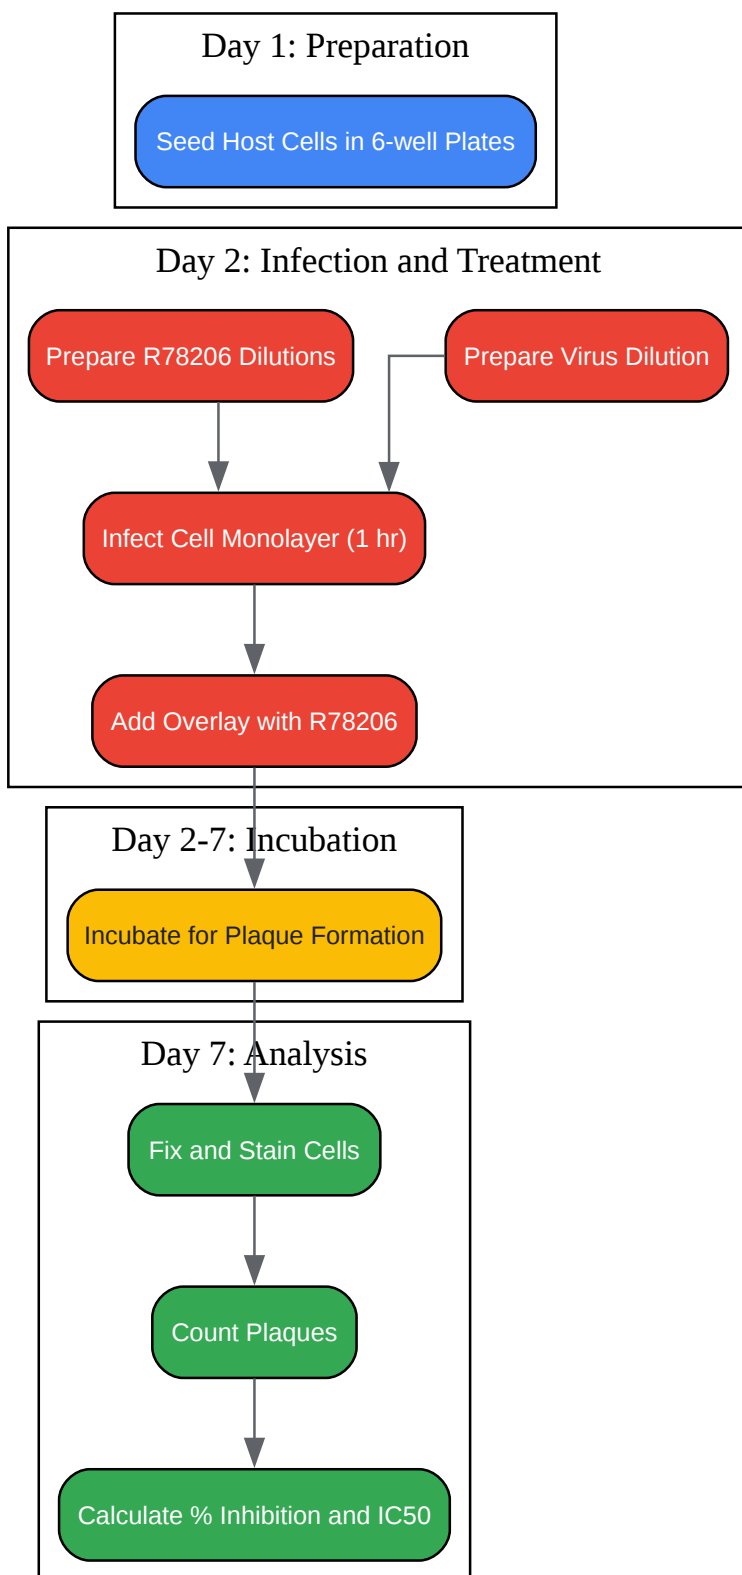 Day 1: Preparation
Seed Host Cells in 6-well Plates
Day 2: Infection and Treatment
Prepare R78206 Dilutions
Prepare Virus Dilution
Infect Cell Monolayer (1 hr)
Add Overlay with R78206
Day 2-7: Incubation
Incubate for Plaque Formation
Day 7: Analysis
Fix and Stain Cells
Count Plaques
Calculate % Inhibition and IC50